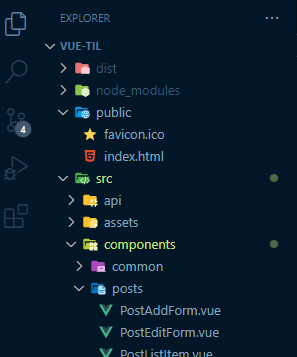 EXPLORER
VUE-TIL
dist
node_modules
public
favicon.ico
index.html
4
src
api
assets
components
common
posts
PostAddForm.vue
PostEditForm.vue
PostListItem.vue